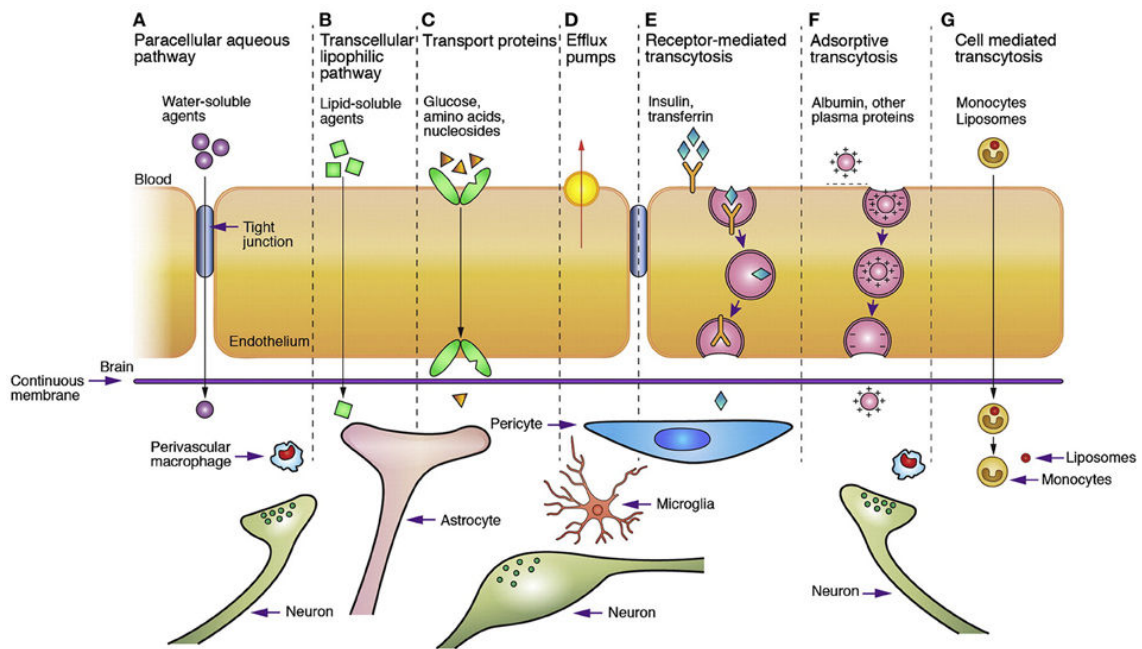 A
Paracellular aqueous
pathway
B
Transcellular
lipophilic
pathway
C
Transport proteins
D
Efflux
pumps
E
Receptor-mediated
transcytosis
F
Adsorptive
transcytosis
G
Cell mediated
transcytosis
Water-soluble
agents
Lipid-soluble
agents
Glucose,
amino acids,
nucleosides
Insulin,
transferrin
Albumin, other
plasma proteins
Monocytes
Liposomes
Blood
Tight
junction
Endothelium
Brain
Continuous
membrane
Perivascular
macrophage
Pericyte
Astrocyte
Microglia
Liposomes
Monocytes
Neuron
Neuron
Neuron